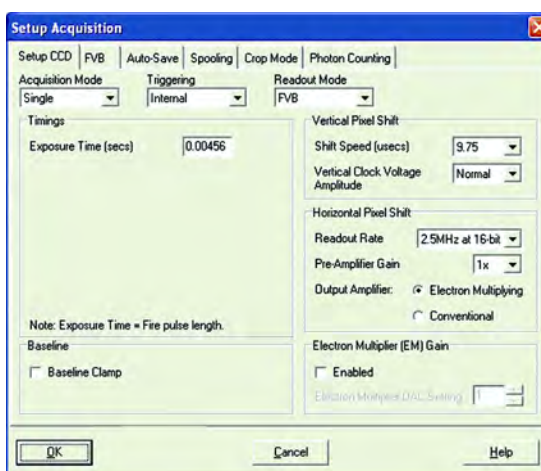 Setup Acquisition
Setup CCD FVB Auto-Save Spooling Crop Mode Photon Counting
Acquisition Mode Triggering Readout Mode
Single Internal FVB
Timings Vertical Pixel Shift
Exposure Time (secs) 0.00456 Shift Speed (usecs) 9.75
Vertical Clock Voltage Amplitude Normal
Horizontal Pixel Shift
Readout Rate 2.5MHz at 16-bit
Pre-Amplifier Gain 1x
Output Amplifier: Electron Multiplying
Conventional
Note: Exposure Time = Fire pulse length.
Baseline Electron Multiplier (EM) Gain
Baseline Clamp Enabled
Electron Multiplier DAC Setting 1
OK Cancel Help